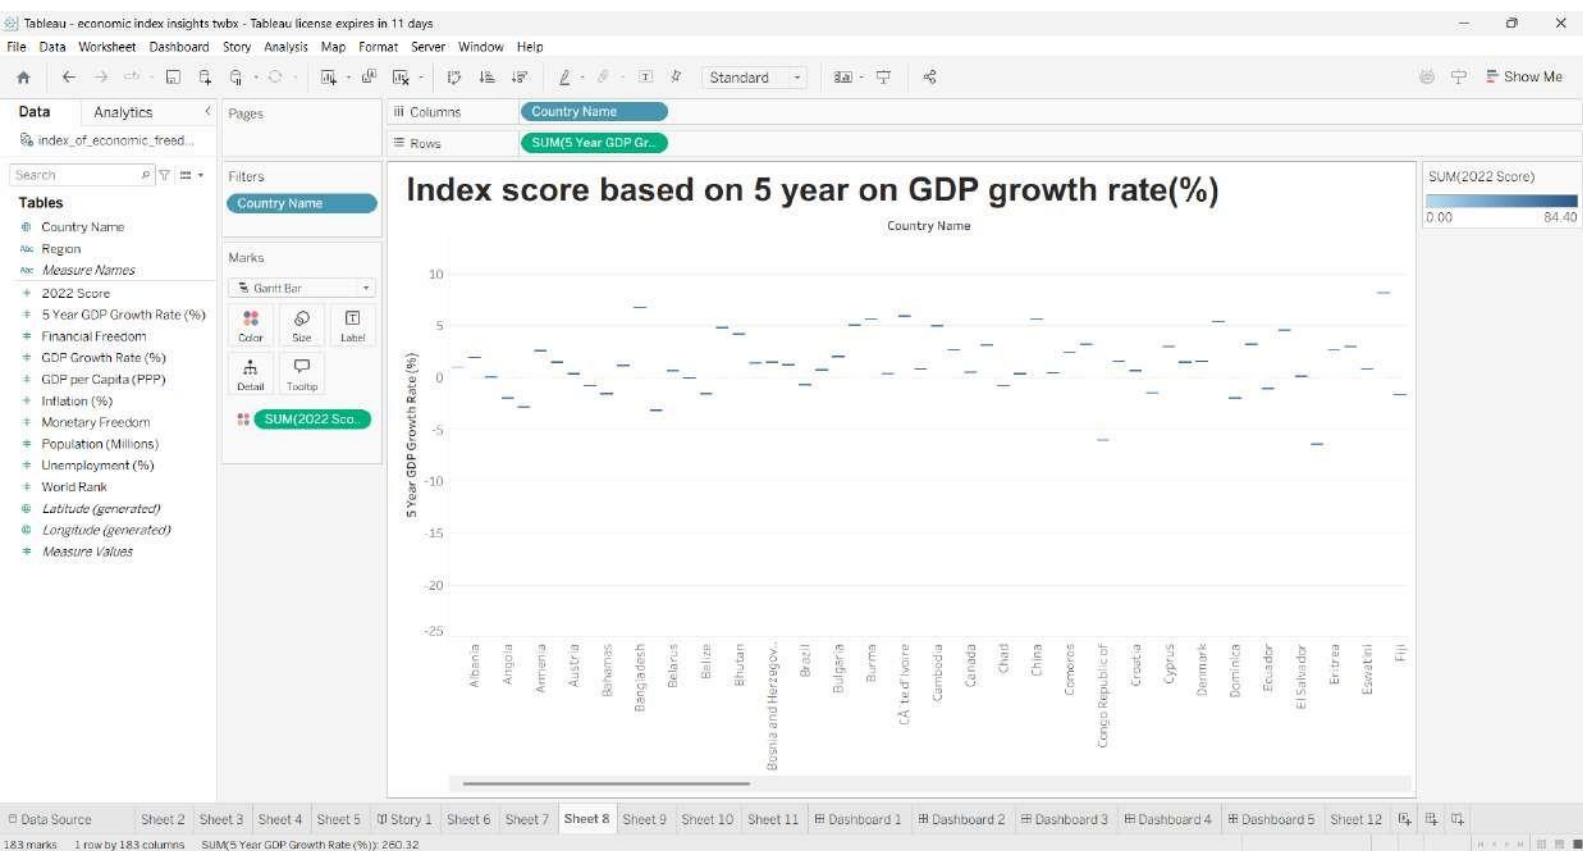 Tableau - economic index insights twbx - Tableau license expires in 11 days
File Data Worksheet Dashboard Story Analysis Map Format Server Window Help
Standard
Show Me
Data Analytics
index_of_economic_freed...
Search
Tables
Country Name
Abc Region
Abc Measure Names
2022 Score
5 Year GDP Growth Rate (%)
Financial Freedom
GDP Growth Rate (%)
GDP per Capita (PPP)
Inflation (%)
Monetary Freedom
Population (Millions)
Unemployment (%)
World Rank
Latitude (generated)
Longitude (generated)
Measure Values
Pages
Filters
Country Name
Marks
Gantt Bar
Color Size Label
Detail Tooltip
SUM(2022 Sco..
Columns Country Name
Rows SUM(5 Year GDP Gr..
Index score based on 5 year on GDP growth rate(%)
Country Name
5 Year GDP Growth Rate (%)
10
5
0
-5
-10
-15
-20
-25
Albania
Angola
Armenia
Austria
Bahamas
Bangladesh
Belarus
Belize
Bhutan
Bosnia and Herzegov..
Brazil
Bulgaria
Burma
CÃ´te d'Ivoire
Cambodia
Canada
Chad
China
Comoros
Congo Republic of
Croatia
Cyprus
Denmark
Dominica
Ecuador
El Salvador
Eritrea
Eswatini
Fiji
SUM(2022 Score)
0.00 84.40
Data Source Sheet 2 Sheet 3 Sheet 4 Sheet 5 Story 1 Sheet 6 Sheet 7 Sheet 8 Sheet 9 Sheet 10 Sheet 11 Dashboard 1 Dashboard 2 Dashboard 3 Dashboard 4 Dashboard 5 Sheet 12
183 marks 1 row by 183 columns SUM(5 Year GDP Growth Rate (%)): 260.32